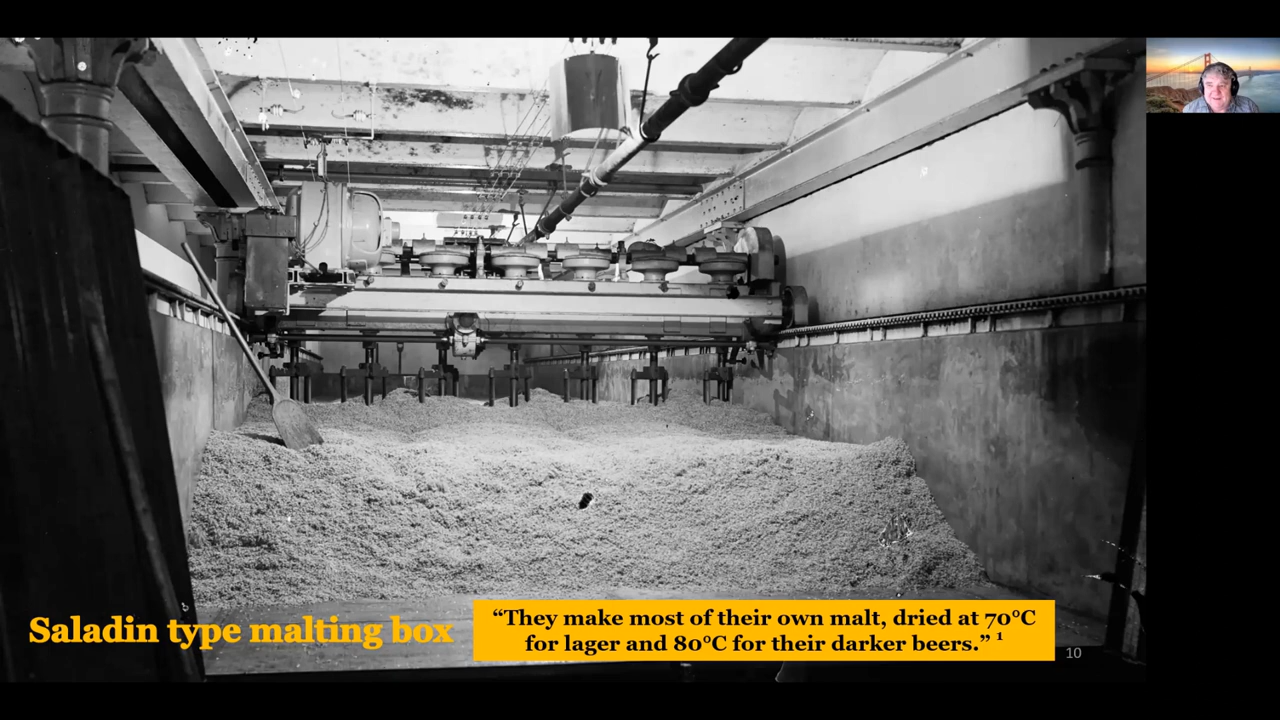 Saladin type malting box
“They make most of their own malt, dried at 70°C
for lager and 80°C for their darker beers.” ¹
10